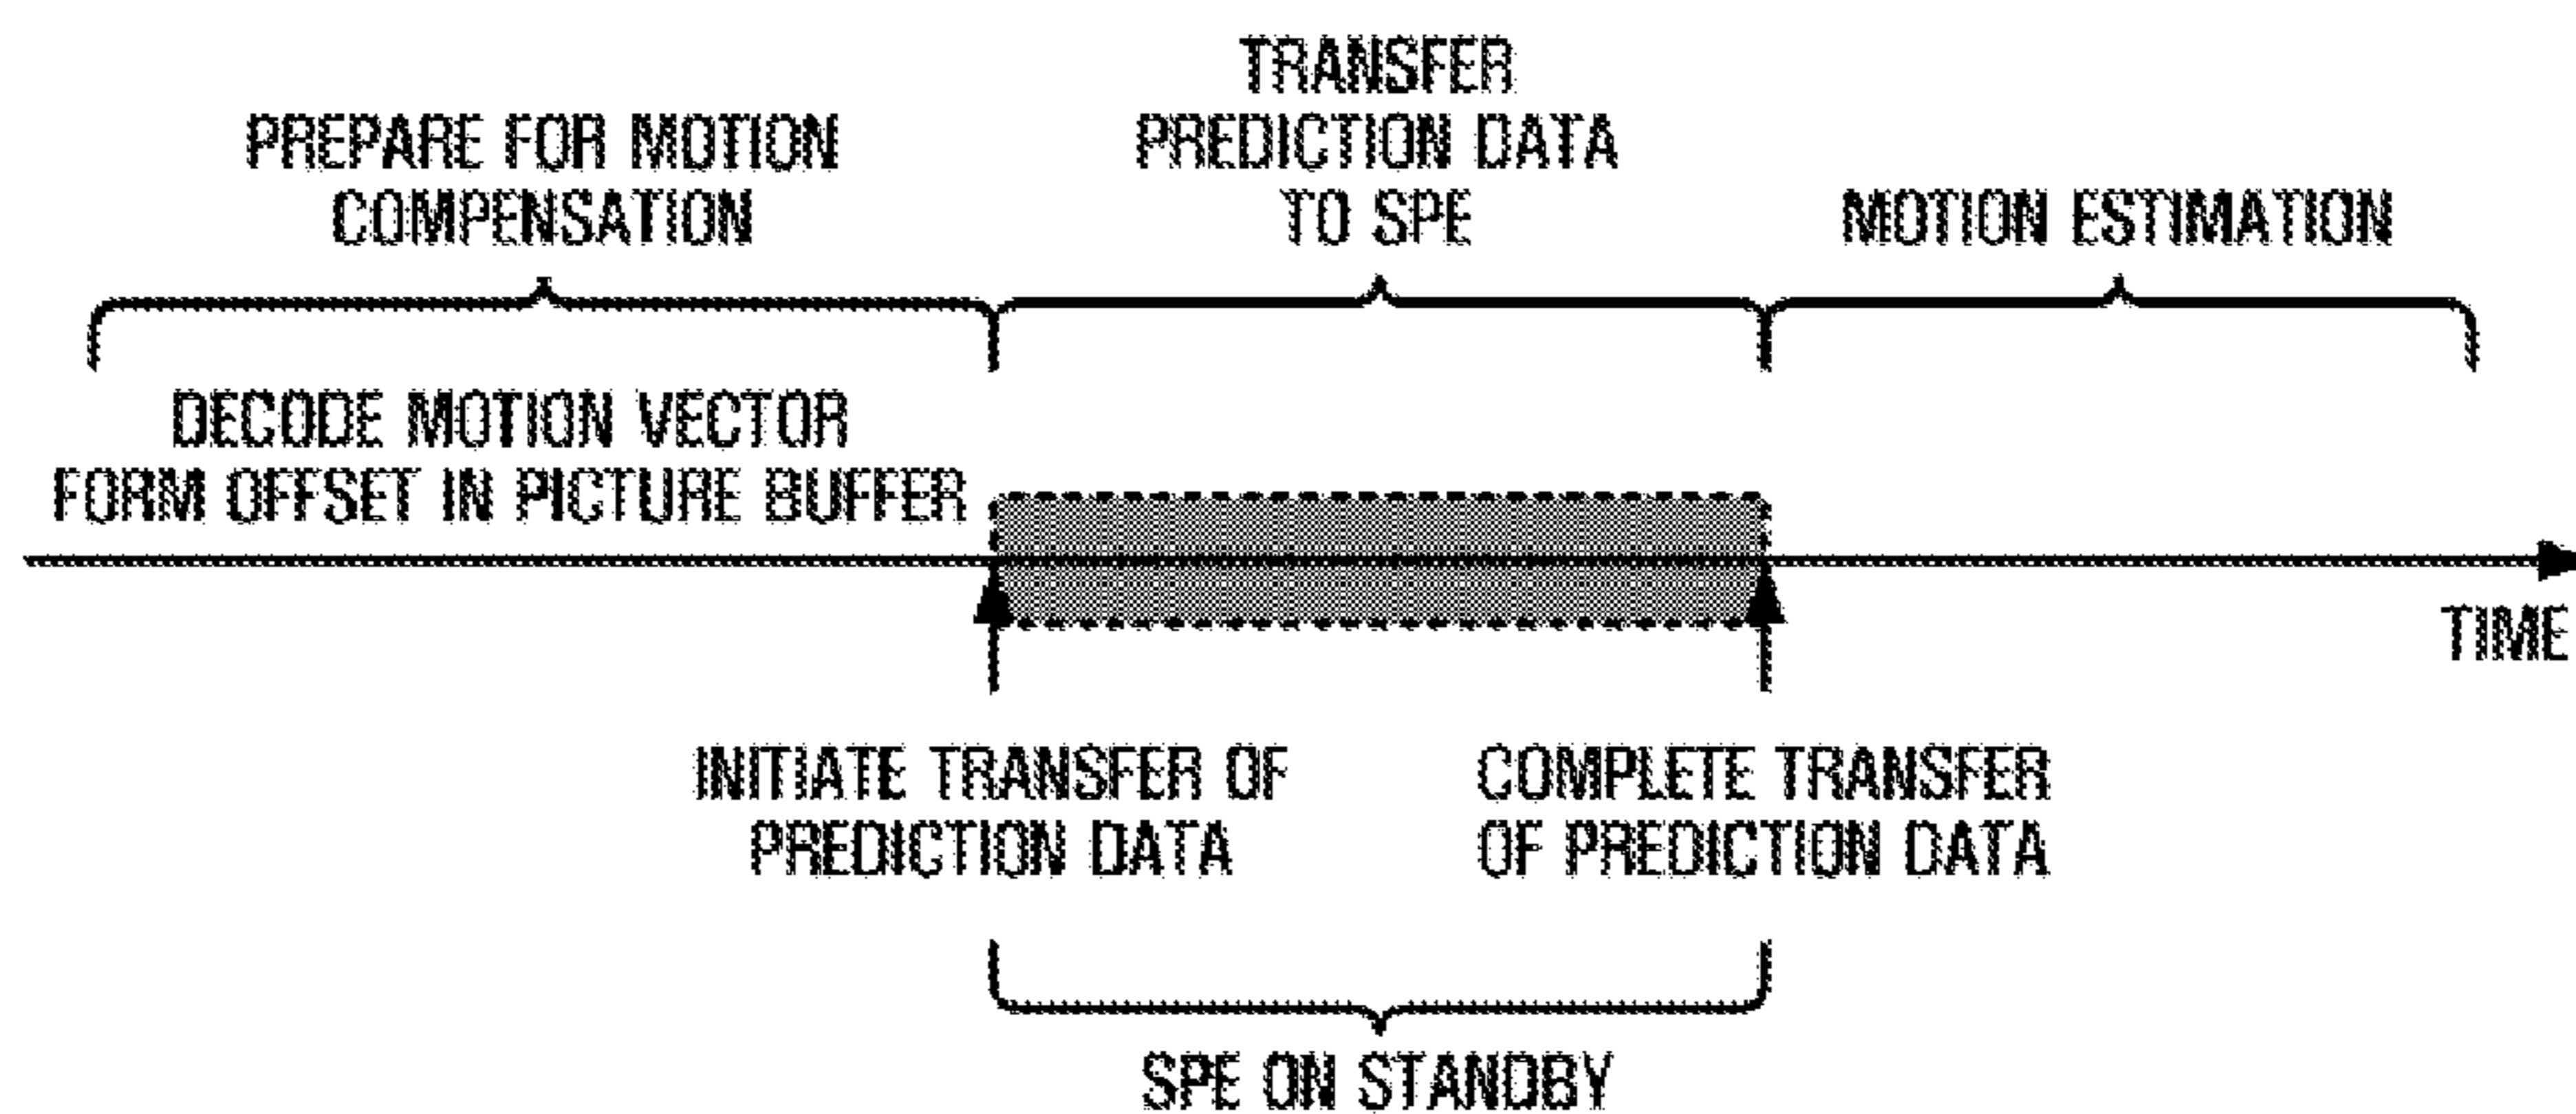 PREPARE FOR MOTION
COMPENSATION
TRANSFER
PREDICTION DATA
TO SPE
MOTION ESTIMATION
DECODE MOTION VECTOR
FORM OFFSET IN PICTURE BUFFER
TIME
INITIATE TRANSFER OF
PREDICTION DATA
COMPLETE TRANSFER
OF PREDICTION DATA
SPE ON STANDBY